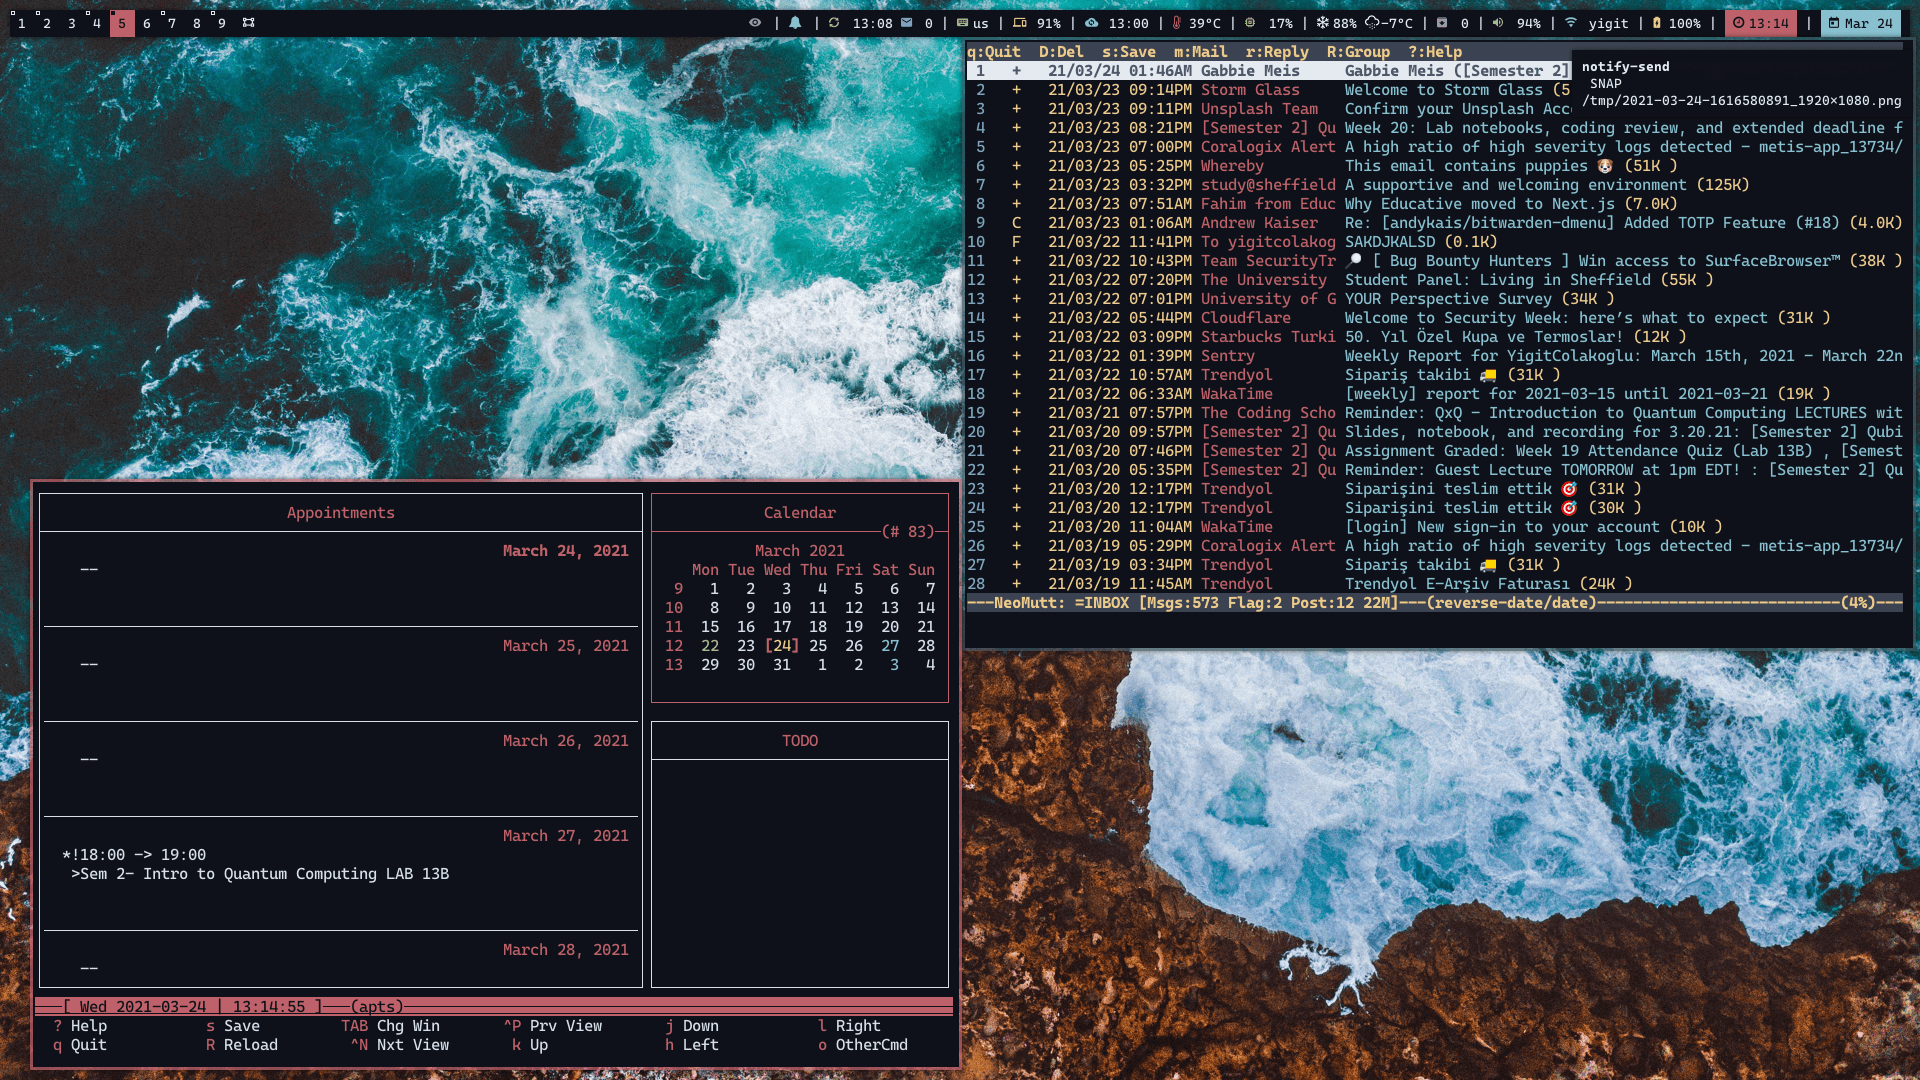 1 2 3 4 5 6 7 8 9 | | 13:08 0 | us | 91% | 13:00 | 39°C | 17% | 88% -7°C | 0 | 94% | yigit | 100% | 13:14 | Mar 24
q:Quit D:Del s:Save m:Mail r:Reply R:Group ?:Help
notify-send
SNAP
/tmp/2021-03-24-1616580891_1920×1080.png
1 + 21/03/24 01:46AM Gabbie Meis Gabbie Meis ([Semester 2]
2 + 21/03/23 09:14PM Storm Glass Welcome to Storm Glass (5
3 + 21/03/23 09:11PM Unsplash Team Confirm your Unsplash Acc
4 + 21/03/23 08:21PM [Semester 2] Qu Week 20: Lab notebooks, coding review, and extended deadline f
5 + 21/03/23 07:00PM Coralogix Alert A high ratio of high severity logs detected - metis-app_13734/
6 + 21/03/23 05:25PM Whereby This email contains puppies 🐶 (51K )
7 + 21/03/23 03:32PM study@sheffield A supportive and welcoming environment (125K)
8 + 21/03/23 07:51AM Fahim from Educ Why Educative moved to Next.js (7.0K)
9 C 21/03/23 01:06AM Andrew Kaiser Re: [andykais/bitwarden-dmenu] Added TOTP Feature (#18) (4.0K)
10 F 21/03/22 11:41PM To yigitcolakog SAKDJKALSD (0.1K)
11 + 21/03/22 10:43PM Team SecurityTr 🔎 [ Bug Bounty Hunters ] Win access to SurfaceBrowser™ (38K )
12 + 21/03/22 07:20PM The University Student Panel: Living in Sheffield (55K )
13 + 21/03/22 07:01PM University of G YOUR Perspective Survey (34K )
14 + 21/03/22 05:44PM Cloudflare Welcome to Security Week: here's what to expect (31K )
15 + 21/03/22 03:09PM Starbucks Turki 50. Yıl Özel Kupa ve Termoslar! (12K )
16 + 21/03/22 01:39PM Sentry Weekly Report for YigitColakoglu: March 15th, 2021 - March 22n
17 + 21/03/22 10:57AM Trendyol Sipariş takibi 🚚 (31K )
18 + 21/03/22 06:33AM WakaTime [weekly] report for 2021-03-15 until 2021-03-21 (19K )
19 + 21/03/21 07:57PM The Coding Scho Reminder: QxQ - Introduction to Quantum Computing LECTURES wit
20 + 21/03/20 09:57PM [Semester 2] Qu Slides, notebook, and recording for 3.20.21: [Semester 2] Qubi
21 + 21/03/20 07:46PM [Semester 2] Qu Assignment Graded: Week 19 Attendance Quiz (Lab 13B) , [Semest
22 + 21/03/20 05:35PM [Semester 2] Qu Reminder: Guest Lecture TOMORROW at 1pm EDT! : [Semester 2] Qu
23 + 21/03/20 12:17PM Trendyol Siparişini teslim ettik 🎯 (31K )
24 + 21/03/20 12:17PM Trendyol Siparişini teslim ettik 🎯 (30K )
25 + 21/03/20 11:04AM WakaTime [login] New sign-in to your account (10K )
26 + 21/03/19 05:29PM Coralogix Alert A high ratio of high severity logs detected - metis-app_13734/
27 + 21/03/19 03:34PM Trendyol Sipariş takibi 🚚 (31K )
28 + 21/03/19 11:45AM Trendyol Trendyol E-Arşiv Faturası (24K )
---NeoMutt: =INBOX [Msgs:573 Flag:2 Post:12 22M]---(reverse-date/date)---------------------------(4%)---
Appointments
March 24, 2021
--
March 25, 2021
--
March 26, 2021
--
March 27, 2021
*!18:00 -> 19:00
>Sem 2- Intro to Quantum Computing LAB 13B
March 28, 2021
--
Calendar
(# 83)
March 2021
Mon Tue Wed Thu Fri Sat Sun
9 1 2 3 4 5 6 7
10 8 9 10 11 12 13 14
11 15 16 17 18 19 20 21
12 22 23 [24] 25 26 27 28
13 29 30 31 1 2 3 4
TODO
[ Wed 2021-03-24 | 13:14:55 ] (apts)
? Help s Save TAB Chg Win ^P Prv View j Down l Right
q Quit R Reload ^N Nxt View k Up h Left o OtherCmd